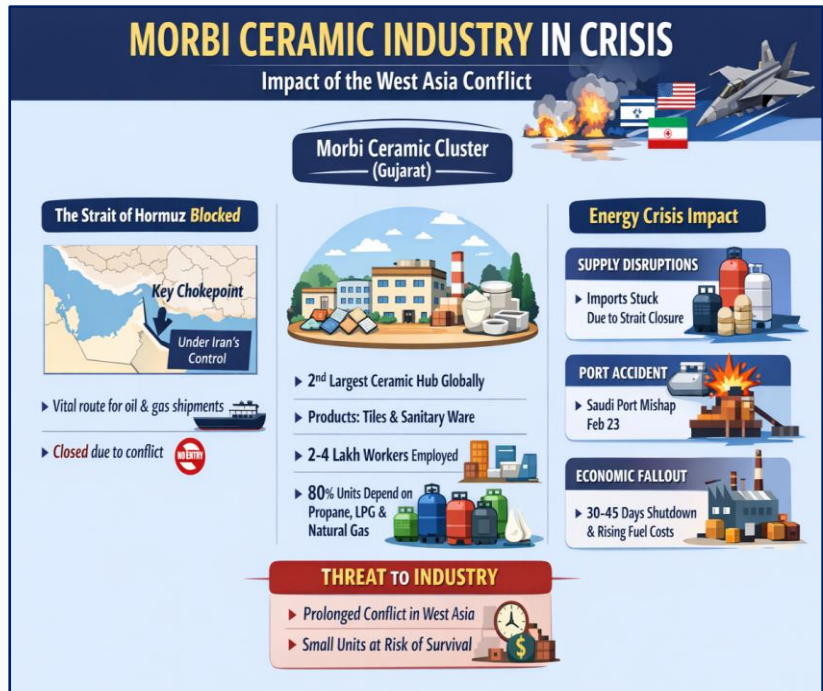 MORBI CERAMIC INDUSTRY IN CRISIS
Impact of the West Asia Conflict
Morbi Ceramic Cluster
(Gujarat)
The Strait of Hormuz Blocked
Key Chokepoint
Under Iran's
Control
Vital route for oil & gas shipments
Closed due to conflict
NO ENTRY
2nd Largest Ceramic Hub Globally
Products: Tiles & Sanitary Ware
2-4 Lakh Workers Employed
80% Units Depend on
Propane, LPG &
Natural Gas
Energy Crisis Impact
SUPPLY DISRUPTIONS
Imports Stuck
Due to Strait Closure
PORT ACCIDENT
Saudi Port Mishap
Feb 23
ECONOMIC FALLOUT
30-45 Days Shutdown
& Rising Fuel Costs
THREAT TO INDUSTRY
Prolonged Conflict in West Asia
Small Units at Risk of Survival
$